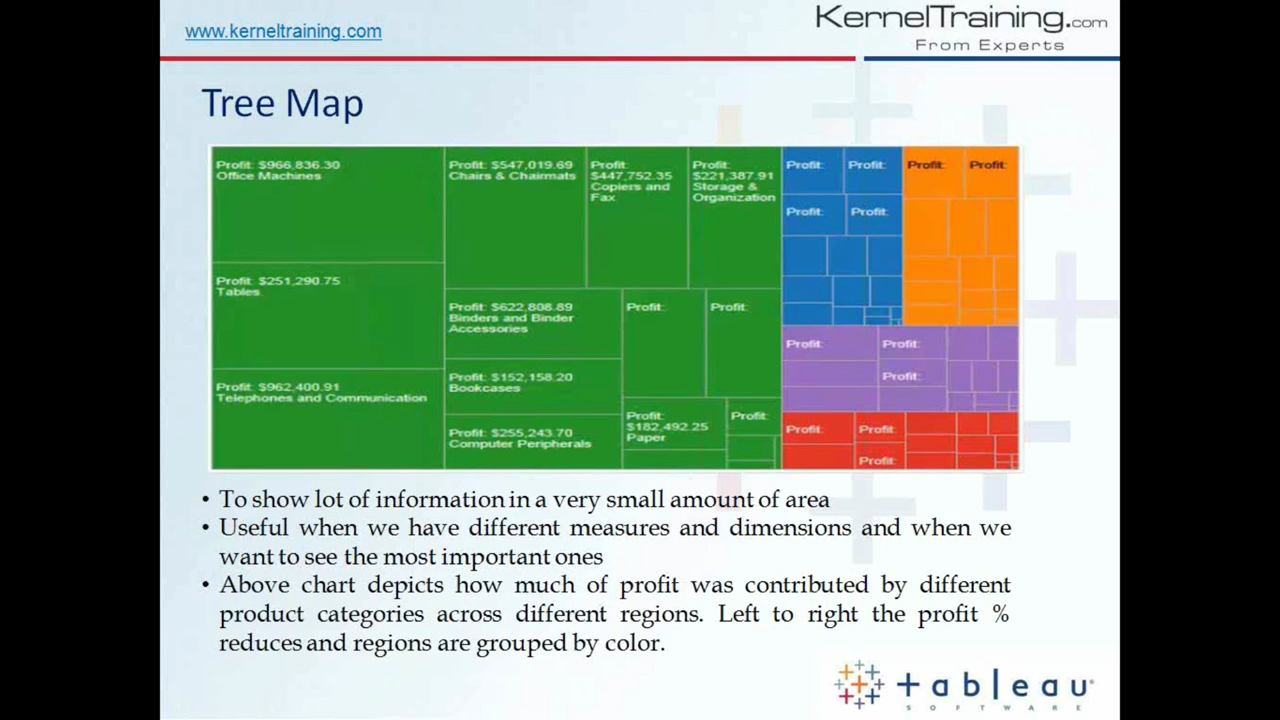 www.kerneltraining.com
KernelTraining.com
From Experts
Tree Map
Profit: $966,836.30
Office Machines
Profit: $251,290.75
Tables
Profit: $962,400.91
Telephones and Communication
Profit: $547,019.69
Chairs & Chairmats
Profit:
$447,752.35
Copiers and
Fax
Profit:
$221,387.91
Storage &
Organization
Profit: $622,808.89
Binders and Binder
Accessories
Profit: $152,158.20
Bookcases
Profit: $255,243.70
Computer Peripherals
Profit:
Profit:
Profit:
$182,492.25
Paper
Profit:
Profit:
Profit:
Profit:
Profit:
Profit:
Profit:
Profit:
Profit:
Profit:
Profit:
Profit:
Profit:
• To show lot of information in a very small amount of area
• Useful when we have different measures and dimensions and when we
want to see the most important ones
• Above chart depicts how much of profit was contributed by different
product categories across different regions. Left to right the profit %
reduces and regions are grouped by color.
+ableau®
SOFTWARE